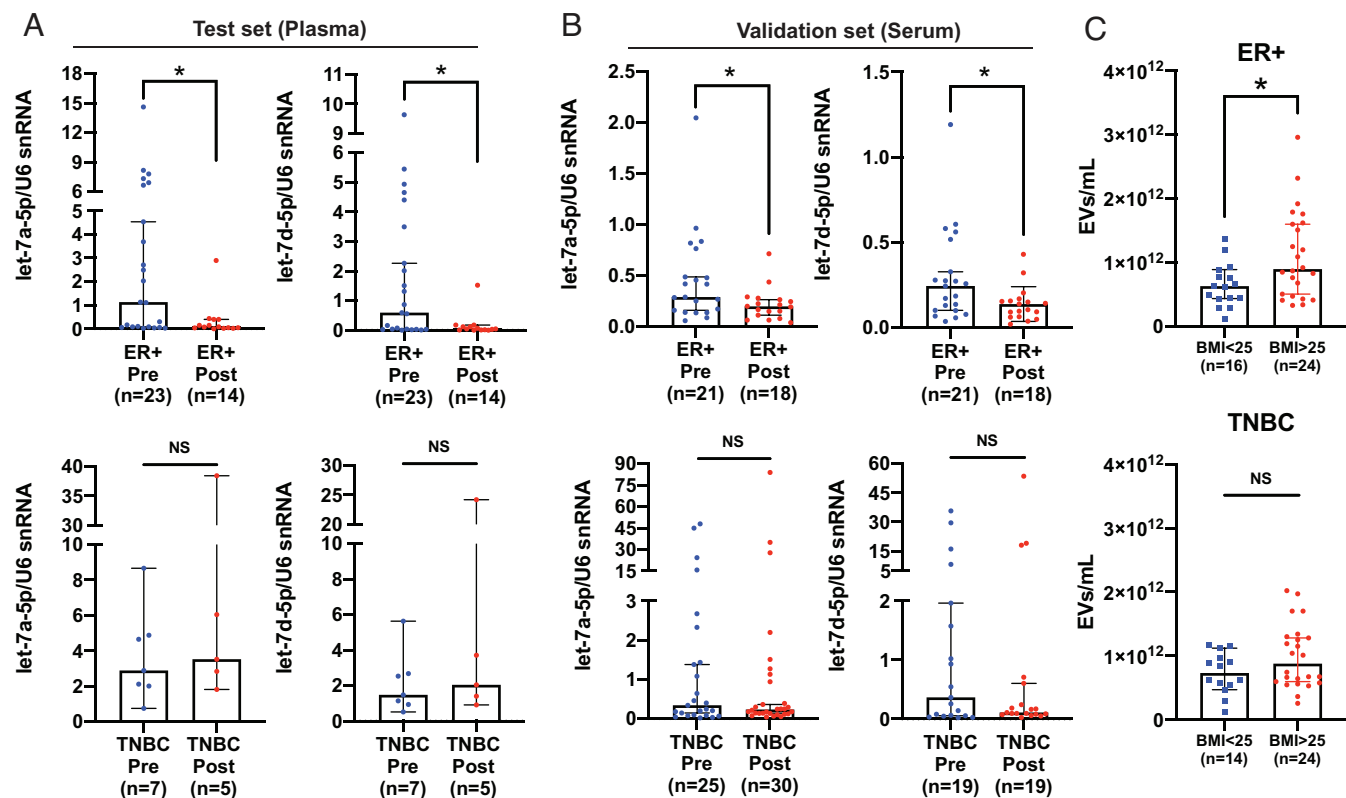 A
Test set (Plasma)
let-7a-5p/U6 snRNA
18
15
12
9
6
5
4
3
2
1
0
*
ER+
Pre
(n=23)
ER+
Post
(n=14)
let-7d-5p/U6 snRNA
11
10
9
8
7
6
5
4
3
2
1
0
*
ER+
Pre
(n=23)
ER+
Post
(n=14)
let-7a-5p/U6 snRNA
40
35
30
10
8
6
4
2
0
NS
TNBC
Pre
(n=7)
TNBC
Post
(n=5)
let-7d-5p/U6 snRNA
30
25
20
10
8
6
4
2
0
NS
TNBC
Pre
(n=7)
TNBC
Post
(n=5)
B
Validation set (Serum)
let-7a-5p/U6 snRNA
2.5
2.0
1.5
1.0
0.5
0.0
*
ER+
Pre
(n=21)
ER+
Post
(n=18)
let-7d-5p/U6 snRNA
1.5
1.0
0.5
0.0
*
ER+
Pre
(n=21)
ER+
Post
(n=18)
let-7a-5p/U6 snRNA
90
75
60
45
30
15
3
2
1
0
NS
TNBC
Pre
(n=25)
TNBC
Post
(n=30)
let-7d-5p/U6 snRNA
60
45
30
15
5
2
1
0
NS
TNBC
Pre
(n=19)
TNBC
Post
(n=19)
C
ER+
EVs/mL
4×10¹²
3×10¹²
2×10¹²
1×10¹²
0
*
BMI<25
(n=16)
BMI>25
(n=24)
TNBC
EVs/mL
4×10¹²
3×10¹²
2×10¹²
1×10¹²
0
NS
BMI<25
(n=14)
BMI>25
(n=24)